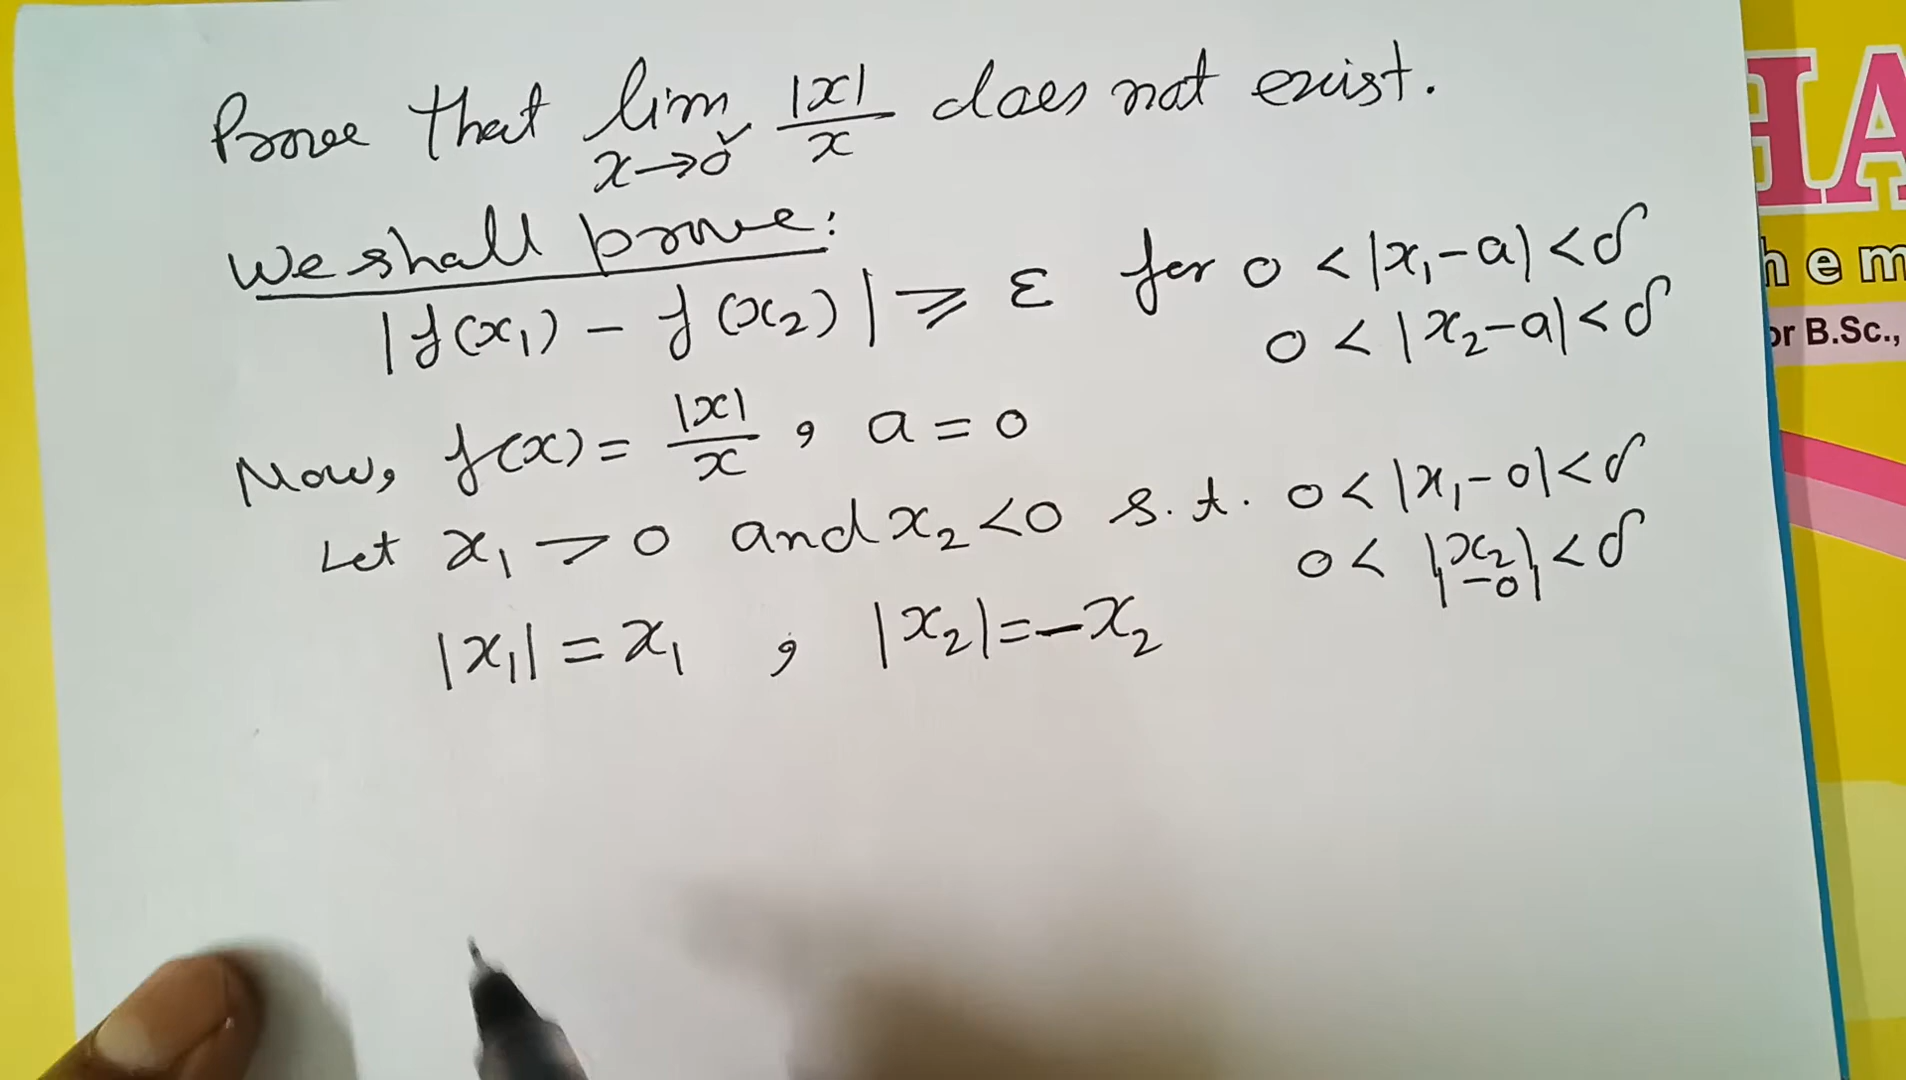 Prove that lim x→0 |x|/x does not exist.
We shall prove:
|f(x₁) - f(x₂)| ⩾ ε for 0 < |x₁-a| < δ
0 < |x₂-a| < δ
Now, f(x) = |x|/x, a = 0
Let x₁ > 0 and x₂ < 0 s.t. 0 < |x₁-0| < δ
0 < |x₂-0| < δ
|x₁| = x₁ , |x₂| = -x₂
HA
hem
or B.Sc.,